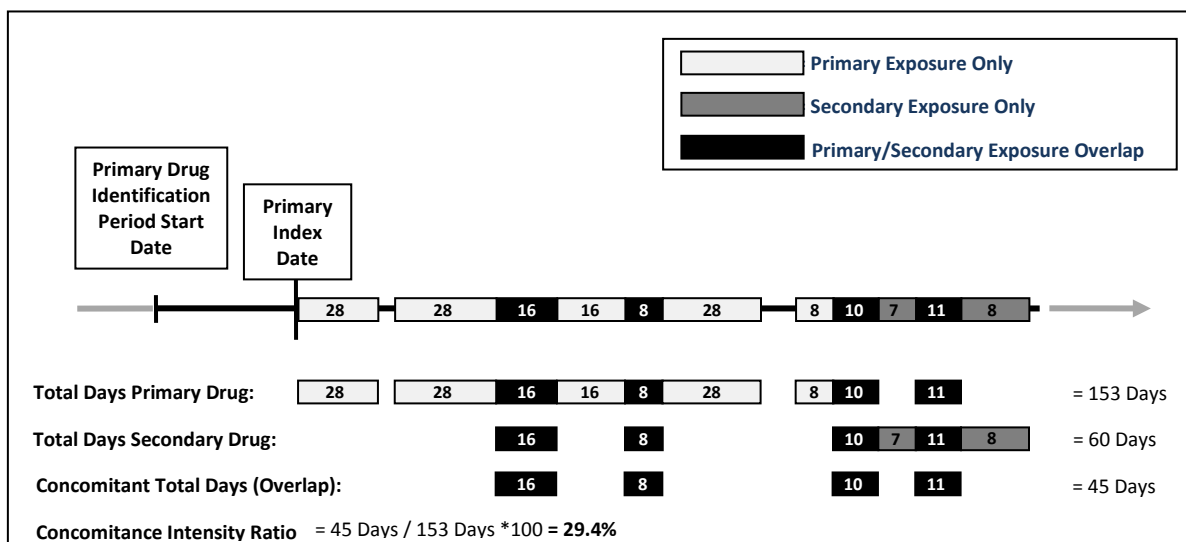 Primary Exposure Only
Secondary Exposure Only
Primary/Secondary Exposure Overlap
Primary Drug
Identification
Period Start
Date
Primary
Index
Date
28 28 16 16 8 28 8 10 7 11 8
Total Days Primary Drug: 28 28 16 16 8 28 8 10 11 = 153 Days
Total Days Secondary Drug: 16 8 10 7 11 8 = 60 Days
Concomitant Total Days (Overlap): 16 8 10 11 = 45 Days
Concomitance Intensity Ratio = 45 Days / 153 Days *100 = 29.4%